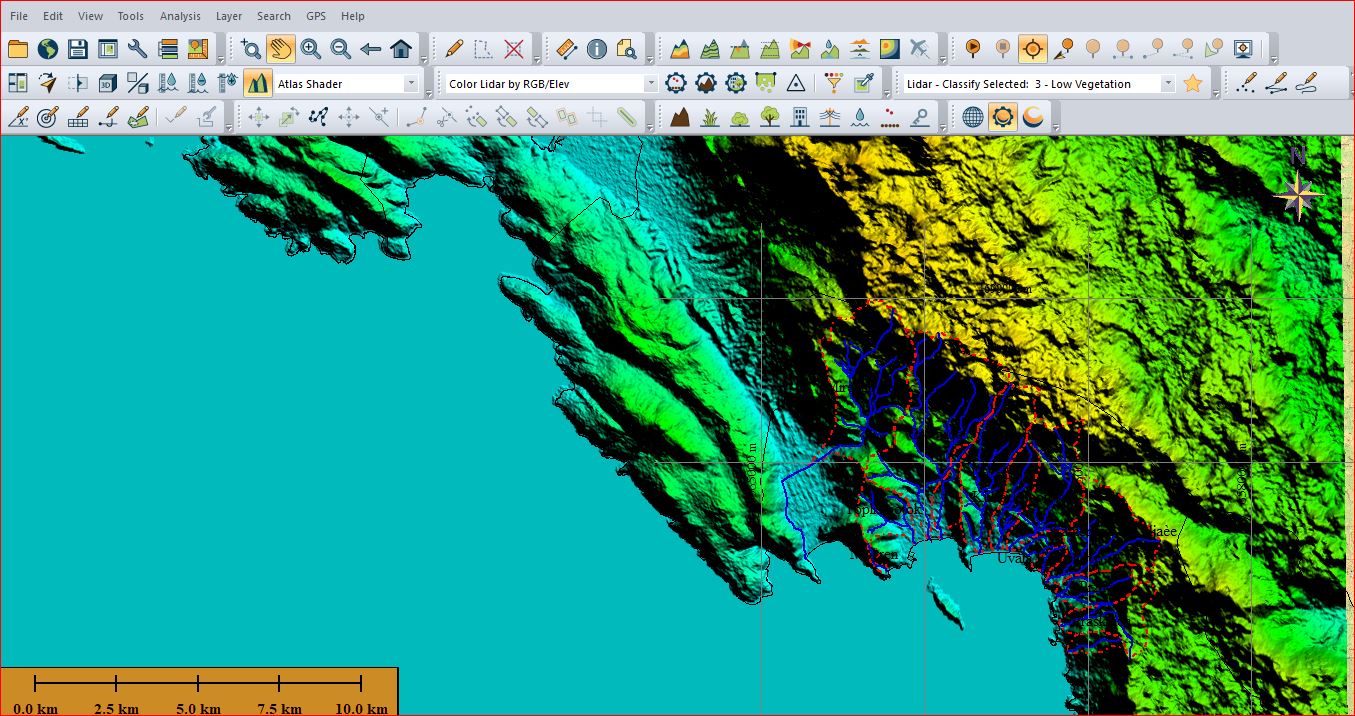 File Edit View Tools Analysis Layer Search GPS Help
3D Atlas Shader Color Lidar by RGB/Elev Lidar - Classify Selected: 3 - Low Vegetation
N
0.0 km 2.5 km 5.0 km 7.5 km 10.0 km